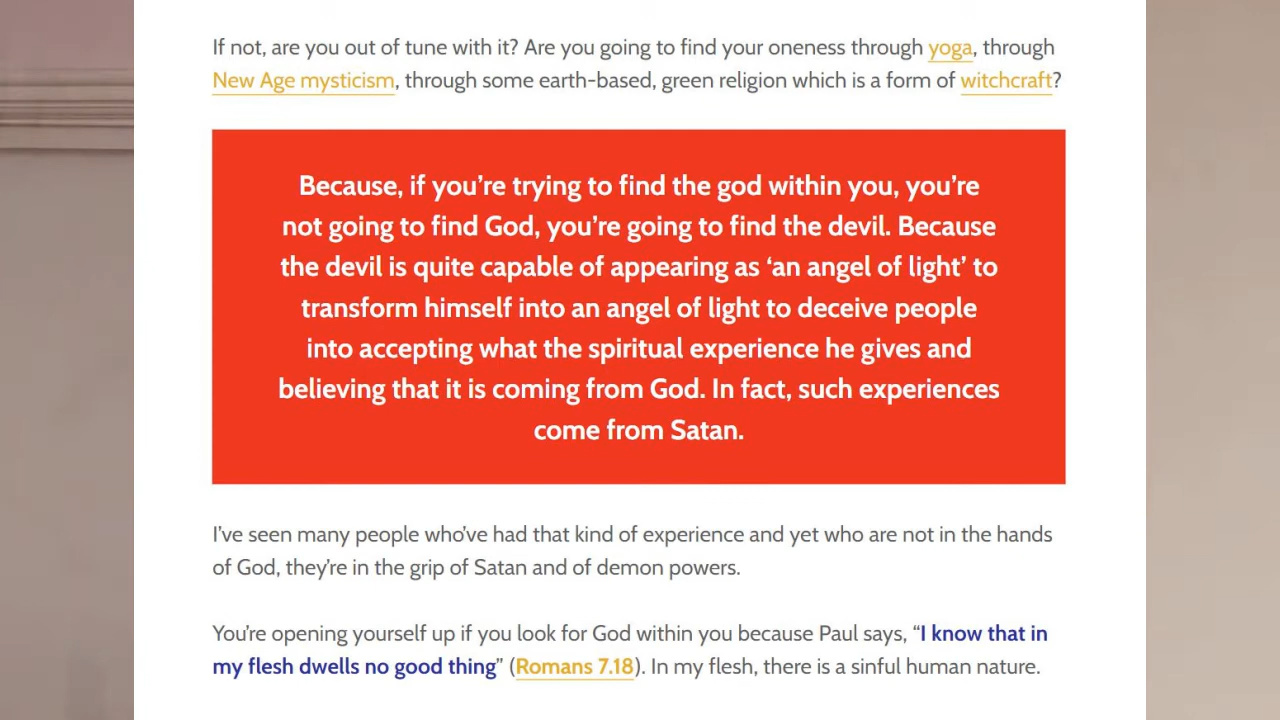 If not, are you out of tune with it? Are you going to find your oneness through yoga, through
New Age mysticism, through some earth-based, green religion which is a form of witchcraft?
Because, if you’re trying to find the god within you, you’re
not going to find God, you’re going to find the devil. Because
the devil is quite capable of appearing as ‘an angel of light’ to
transform himself into an angel of light to deceive people
into accepting what the spiritual experience he gives and
believing that it is coming from God. In fact, such experiences
come from Satan.
I’ve seen many people who’ve had that kind of experience and yet who are not in the hands
of God, they’re in the grip of Satan and of demon powers.
You’re opening yourself up if you look for God within you because Paul says, “I know that in
my flesh dwells no good thing” (Romans 7.18). In my flesh, there is a sinful human nature.